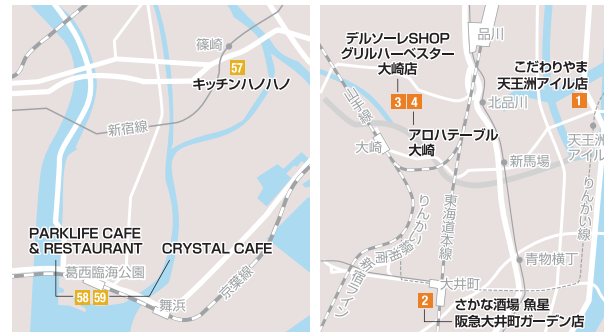 篠崎
57
キッチンハノハノ
新宿線
PARKLIFE CAFE
& RESTAURANT
CRYSTAL CAFE
葛西臨海公園
58 59
舞浜
京葉線
デルソーレSHOP
グリルハーベスター
大崎店
品川
こだわりやま
天王洲アイル店
3 4
1
山手線
北品川
アロハテーブル
大崎
大崎
天王洲
アイル
新馬場
りんかい線
東海道本線
りんかい線
湘南新宿ライン
青物横丁
大井町
2
さかな酒場 魚星
阪急大井町ガーデン店